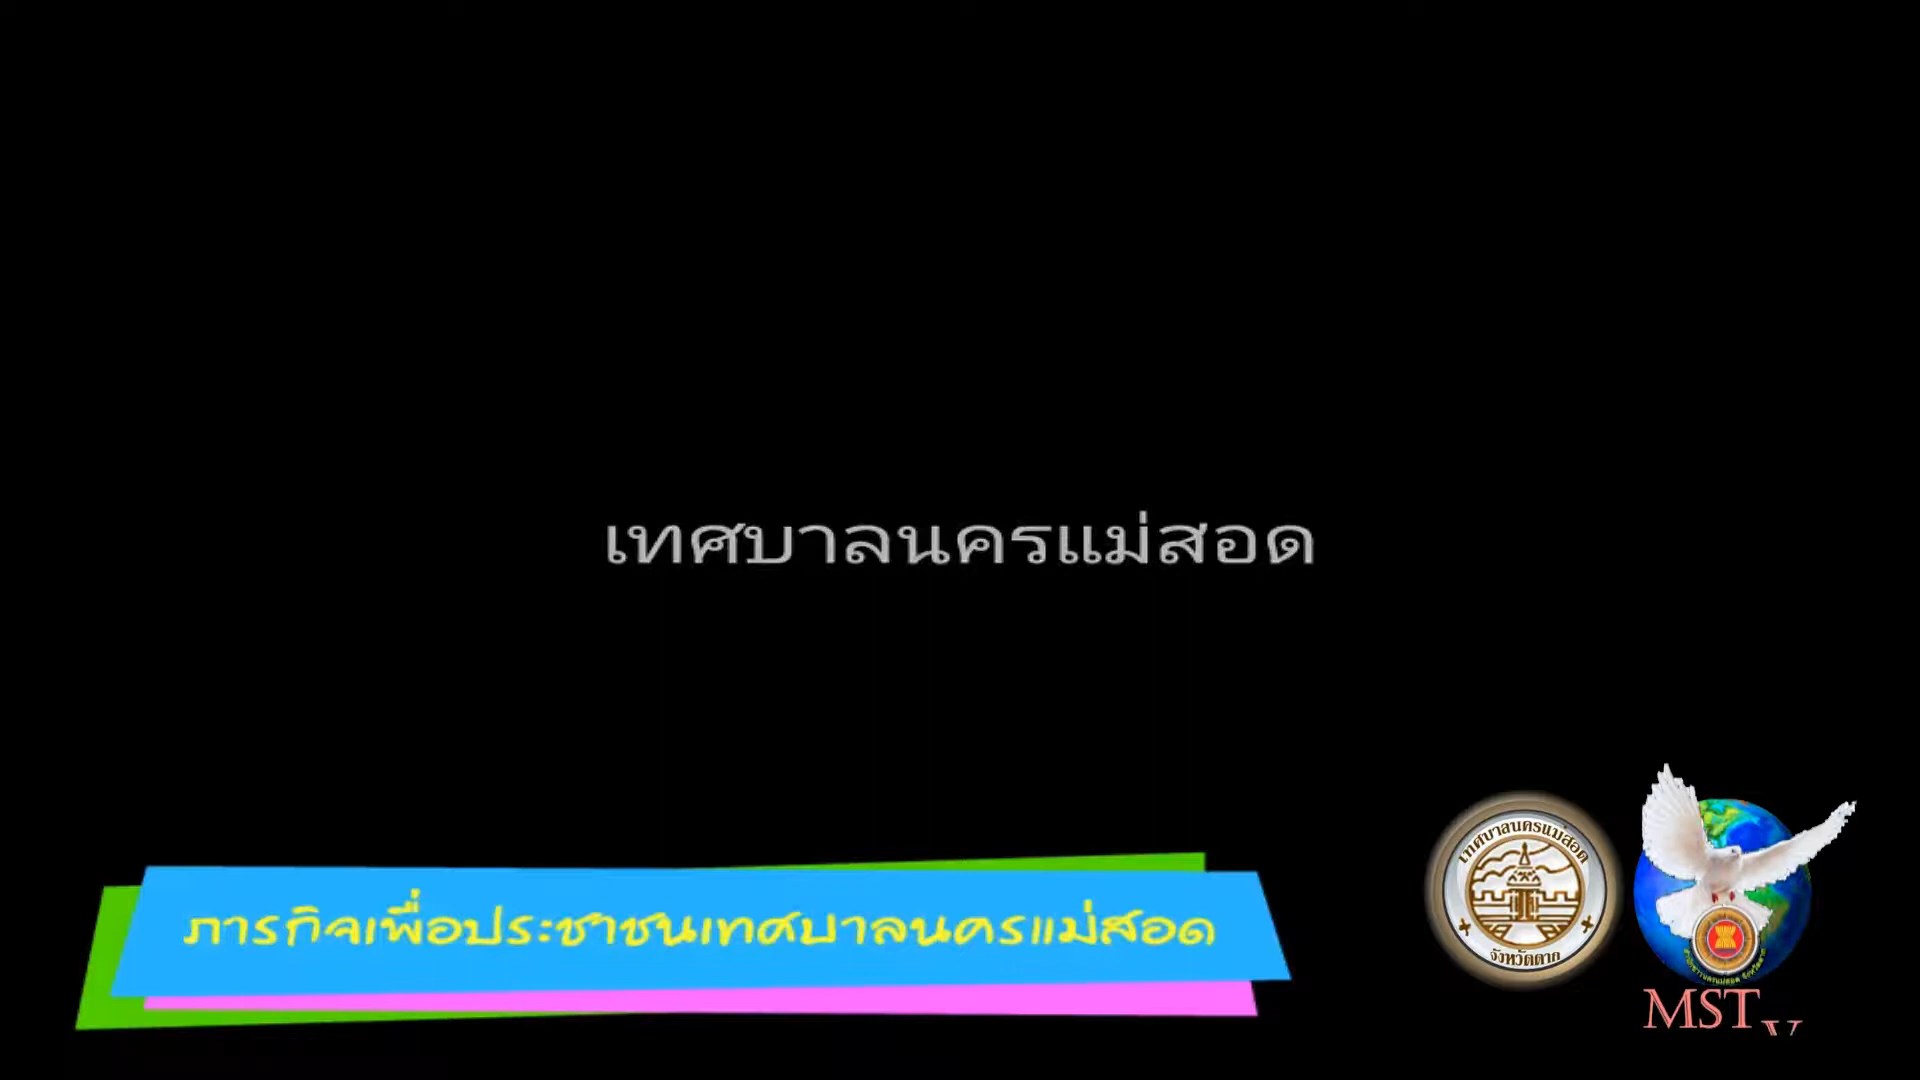 เทศบาลนครแม่สอด
ภารกิจเพื่อประชาชนเทศบาลนครแม่สอด
เทศบาลนครแม่สอด
จังหวัดตาก
MST